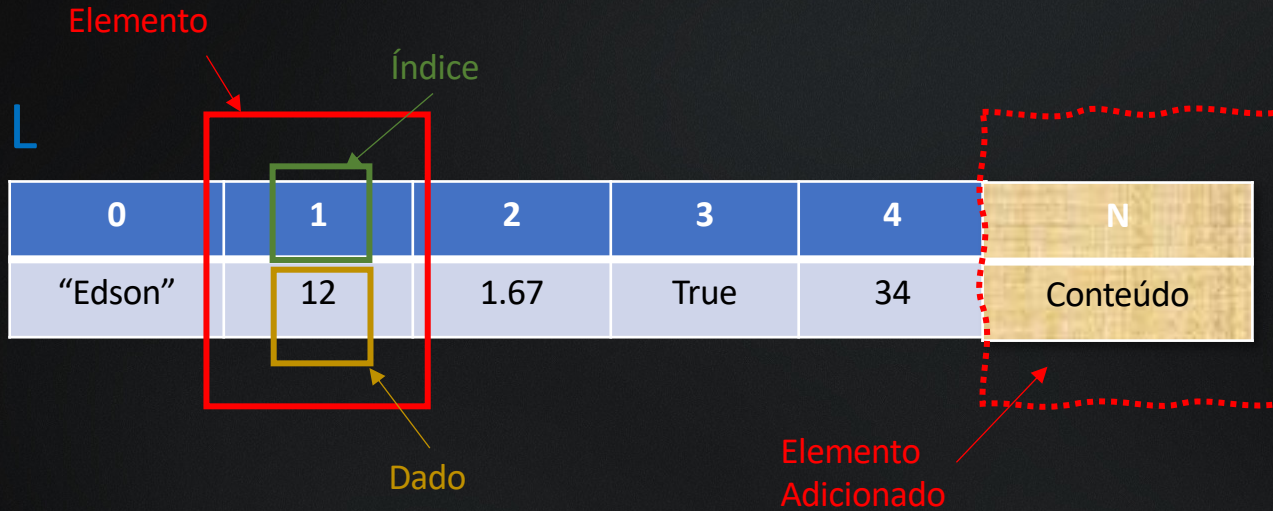 Elemento
Índice
L
0 1 2 3 4 N
“Edson” 12 1.67 True 34 Conteúdo
Dado
Elemento
Adicionado